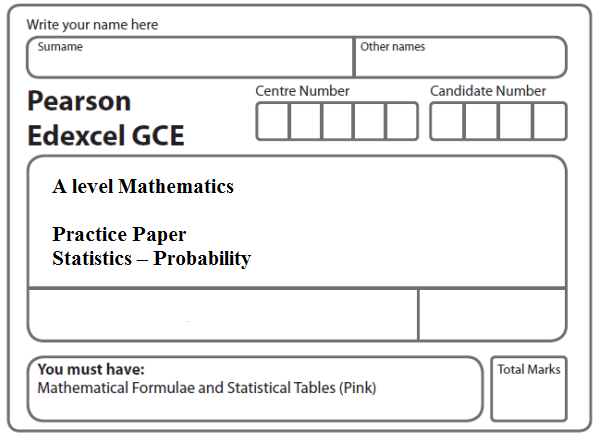 Write your name here
Surname
Other names
Pearson
Edexcel GCE
Centre Number
Candidate Number
A level Mathematics
Practice Paper
Statistics – Probability
You must have:
Mathematical Formulae and Statistical Tables (Pink)
Total Marks